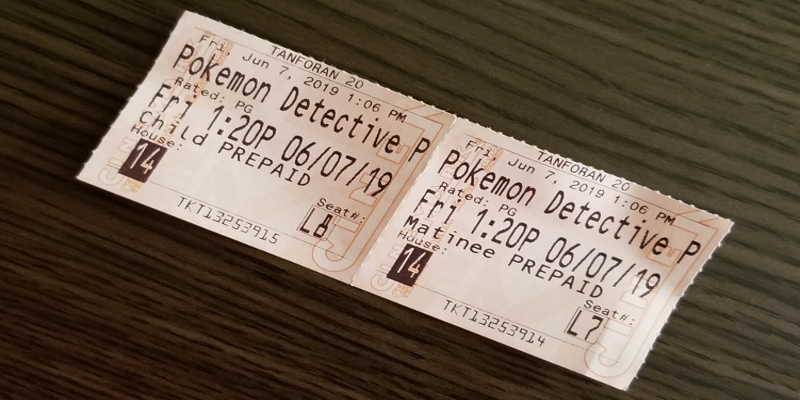 TANFORAN 20
Fri, Jun 7, 2019 1:06 PM
Pokemon Detective P
Rated: PG
Fri 1:20P 06/07/19
Child PREPAID
House:
14
Seat#:
L8
TKT13253915
TANFORAN 20
Fri, Jun 7, 2019 1:06 PM
Pokemon Detective P
Rated: PG
Fri 1:20P 06/07/19
Matinee PREPAID
House:
14
Seat#:
L7
TKT13253914